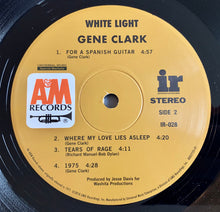 WHITE LIGHT
GENE CLARK
1. FOR A SPANISH GUITAR 4:57
(Gene Clark)
A&M
RECORDS
ir
STEREO
SIDE 2
IR-028
2. WHERE MY LOVE LIES ASLEEP 4:20
(Gene Clark)
3. TEARS OF RAGE 4:11
(Richard Manuel-Bob Dylan)
4. 1975 4:28
(Gene Clark)
Produced by Jesse Davis for
Washita Productions